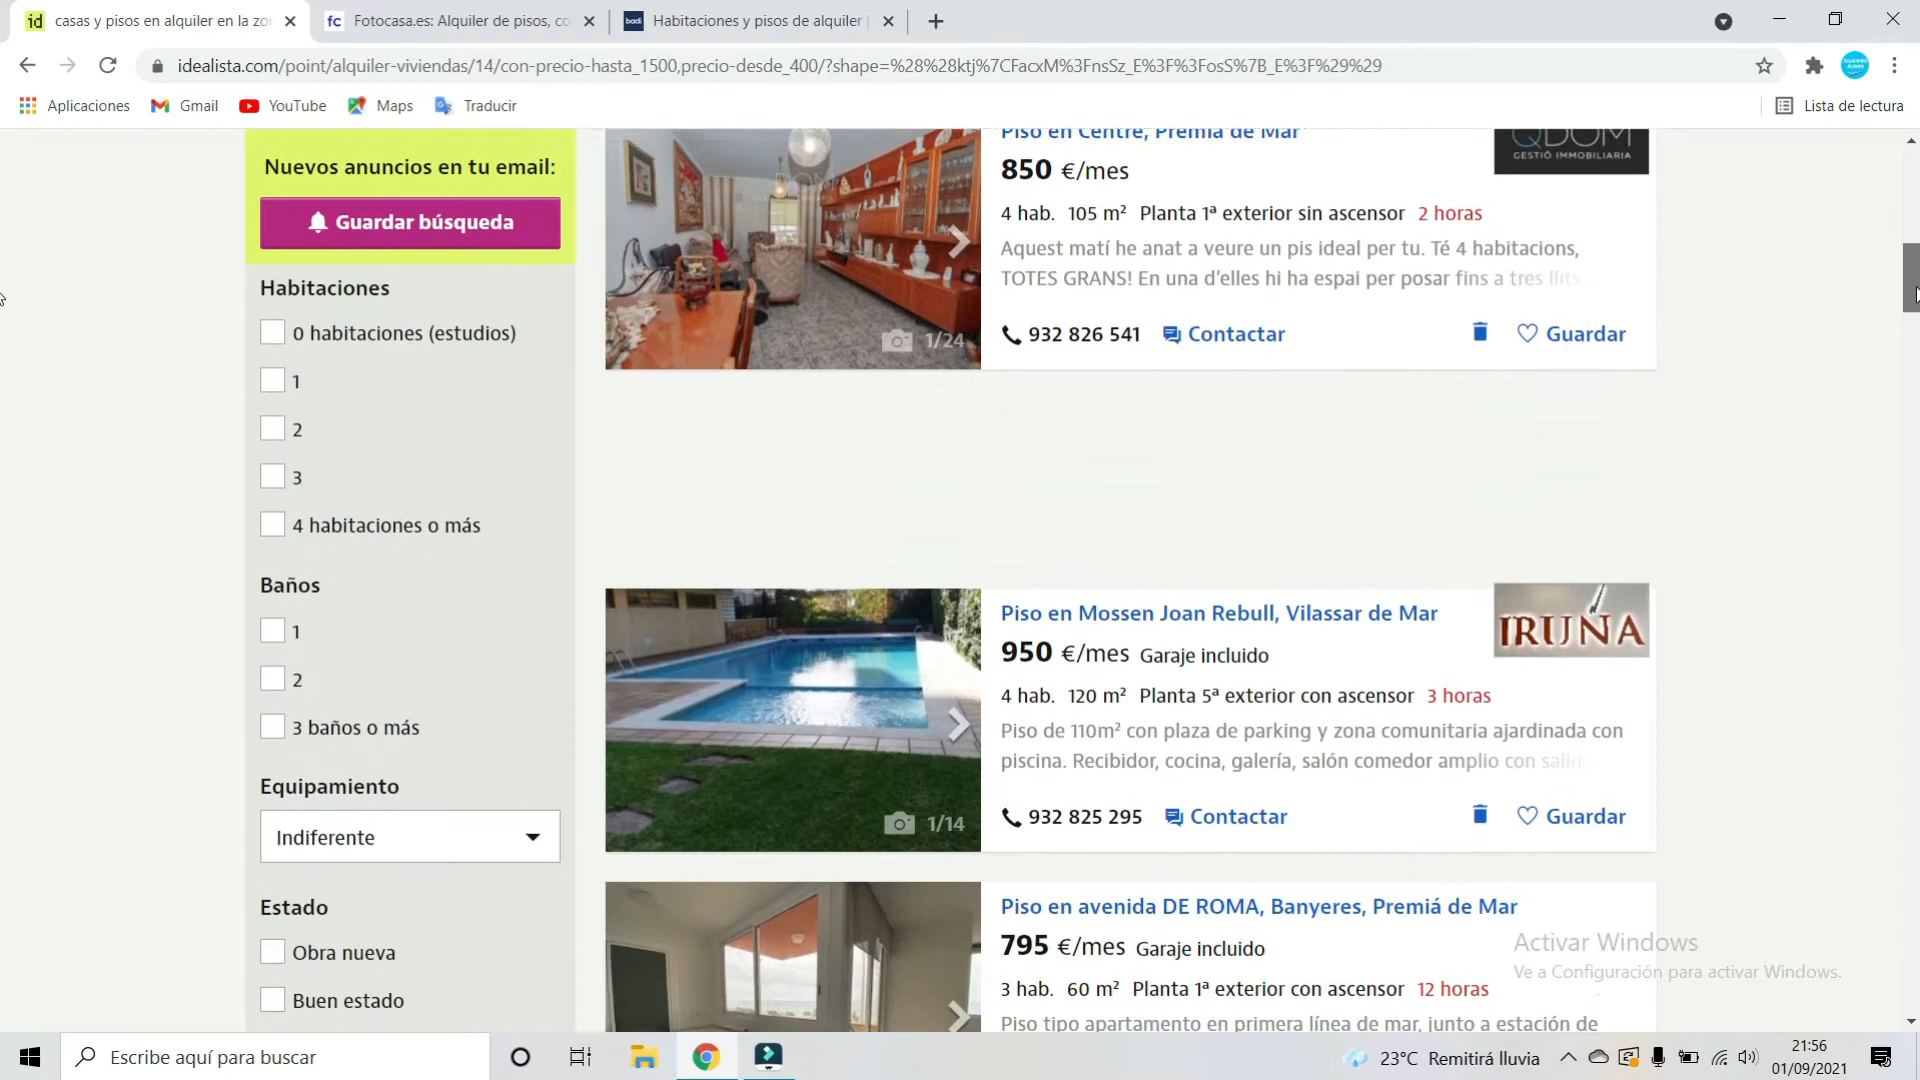 casas y pisos en alquiler en la zo
Fotocasa.es: Alquiler de pisos, co
badi
Habitaciones y pisos de alquiler |
idealista.com/point/alquiler-viviendas/14/con-precio-hasta_1500,precio-desde_400/?shape=%28%28ktj%7CFacxM%3FnsSz_E%3F%3FosS%7B_E%3F%29%29
Aplicaciones
Gmail
YouTube
Maps
Traducir
Lista de lectura
Nuevos anuncios en tu email:
Guardar búsqueda
Habitaciones
0 habitaciones (estudios)
1
2
3
4 habitaciones o más
Baños
1
2
3 baños o más
Equipamiento
Indiferente
Estado
Obra nueva
Buen estado
Piso en Centre, Premià de Mar
QDOM
GESTIÓ IMMOBILIARIA
850 €/mes
4 hab. 105 m² Planta 1ª exterior sin ascensor 2 horas
Aquest matí he anat a veure un pis ideal per tu. Té 4 habitacions,
TOTES GRANS! En una d'elles hi ha espai per posar fins a tres llits
1/24
932 826 541 Contactar
Guardar
Piso en Mossen Joan Rebull, Vilassar de Mar
IRUÑA
950 €/mes Garaje incluido
4 hab. 120 m² Planta 5ª exterior con ascensor 3 horas
Piso de 110m² con plaza de parking y zona comunitaria ajardinada con
piscina. Recibidor, cocina, galería, salón comedor amplio con salid
1/14
932 825 295 Contactar
Guardar
Piso en avenida DE ROMA, Banyeres, Premiá de Mar
795 €/mes Garaje incluido
3 hab. 60 m² Planta 1ª exterior con ascensor 12 horas
Piso tipo apartamento en primera línea de mar, junto a estación de
Activar Windows
Ve a Configuración para activar Windows.
Escribe aquí para buscar
23°C Remitirá lluvia
21:56
01/09/2021